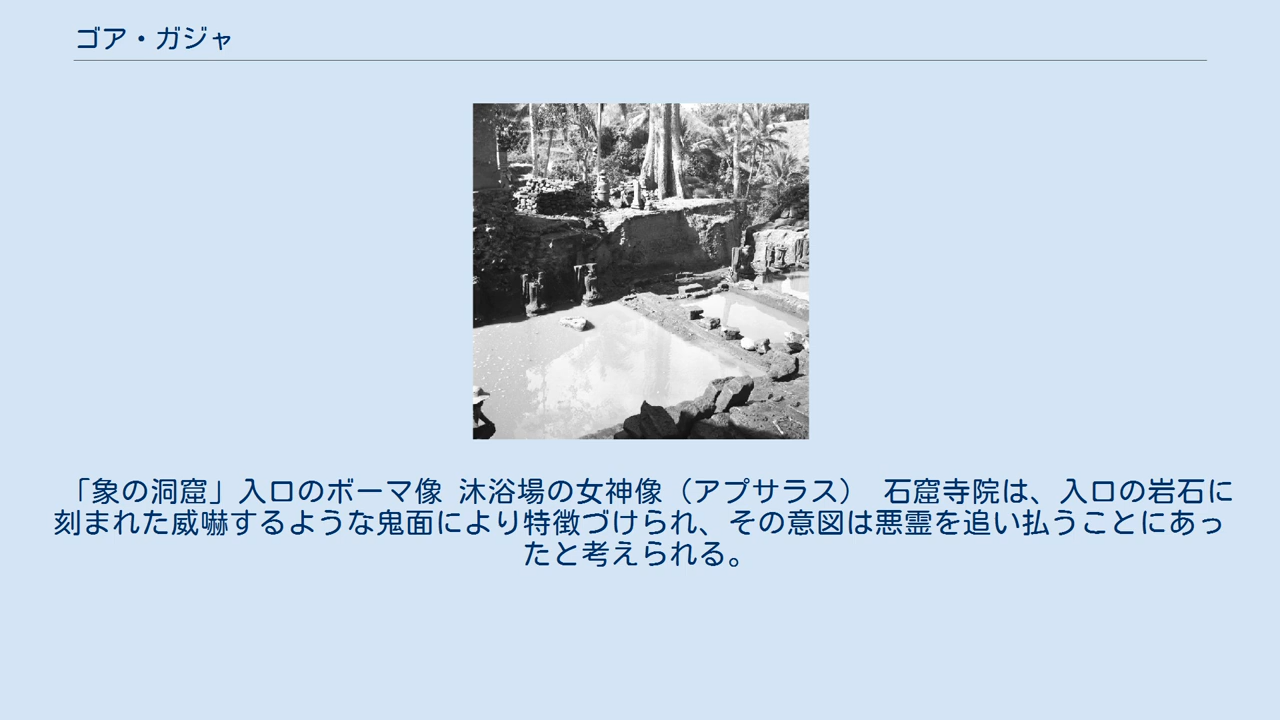 ゴア・ガジャ
「象の洞窟」入口のボーマ像 沐浴場の女神像（アプサラス） 石窟寺院は、入口の岩石に
刻まれた威嚇するような鬼面により特徴づけられ、その意図は悪霊を追い払うことにあっ
たと考えられる。